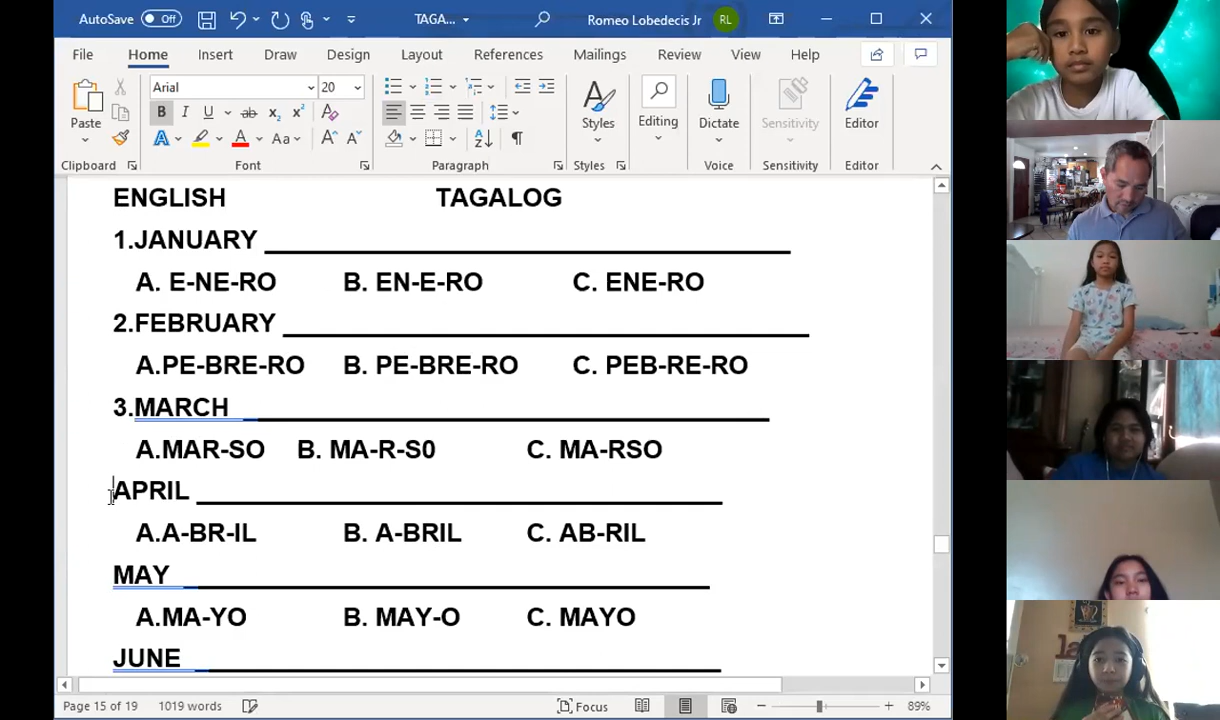 AutoSave Off TAGA... Romeo Lobedecis Jr RL
File Home Insert Draw Design Layout References Mailings Review View Help
Arial 20
Paste Styles Editing Dictate Sensitivity Editor
Clipboard Font Paragraph Styles Voice Sensitivity Editor
ENGLISH TAGALOG
1.JANUARY
A. E-NE-RO B. EN-E-RO C. ENE-RO
2.FEBRUARY
A.PE-BRE-RO B. PE-BRE-RO C. PEB-RE-RO
3.MARCH
A.MAR-SO B. MA-R-S0 C. MA-RSO
APRIL
A.A-BR-IL B. A-BRIL C. AB-RIL
MAY
A.MA-YO B. MAY-O C. MAYO
JUNE
Page 15 of 19 1019 words Focus 89%